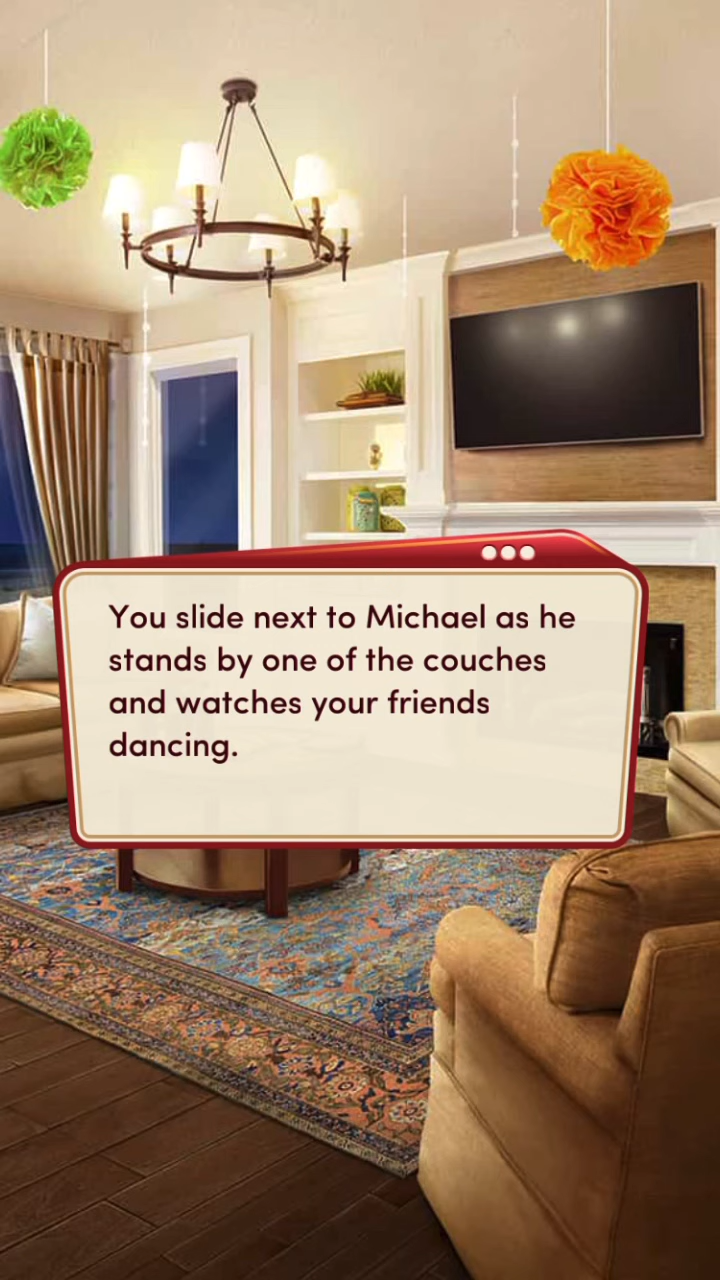 You slide next to Michael as he
stands by one of the couches
and watches your friends
dancing.